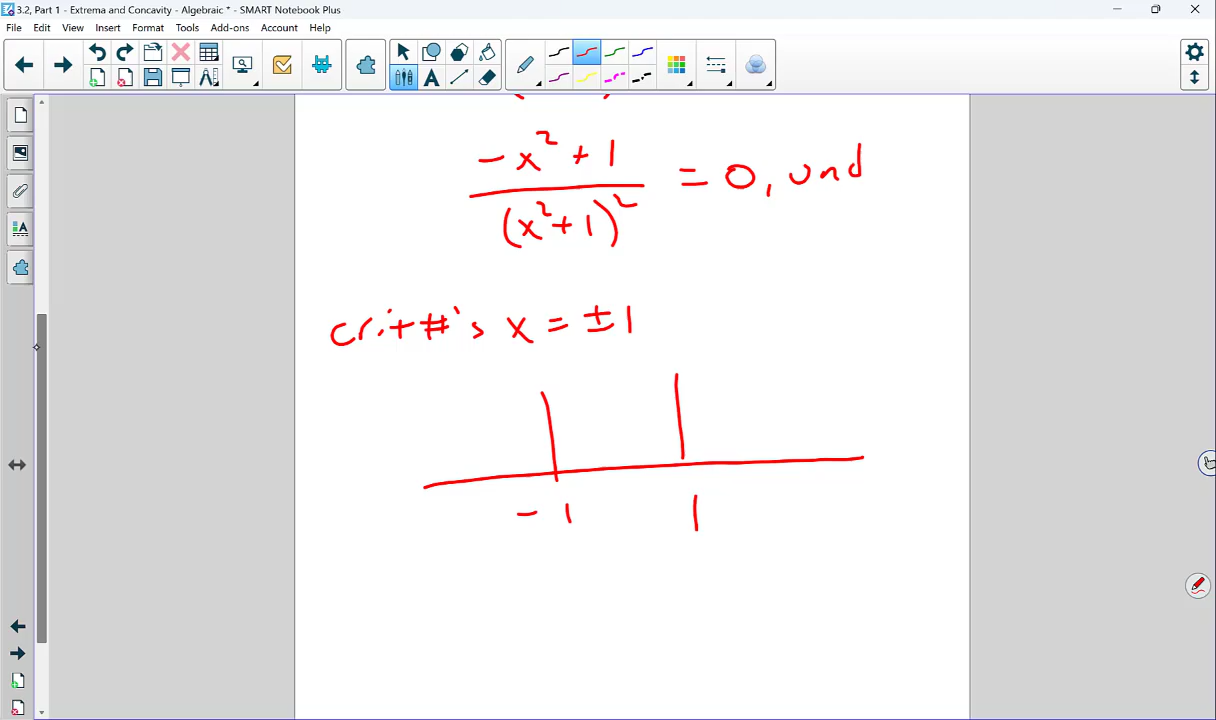 3.2, Part 1 - Extrema and Concavity - Algebraic * - SMART Notebook Plus
File Edit View Insert Format Tools Add-ons Account Help
-x² + 1
= 0, und
(x² + 1)²
crit #'s x = ±1
-1 1